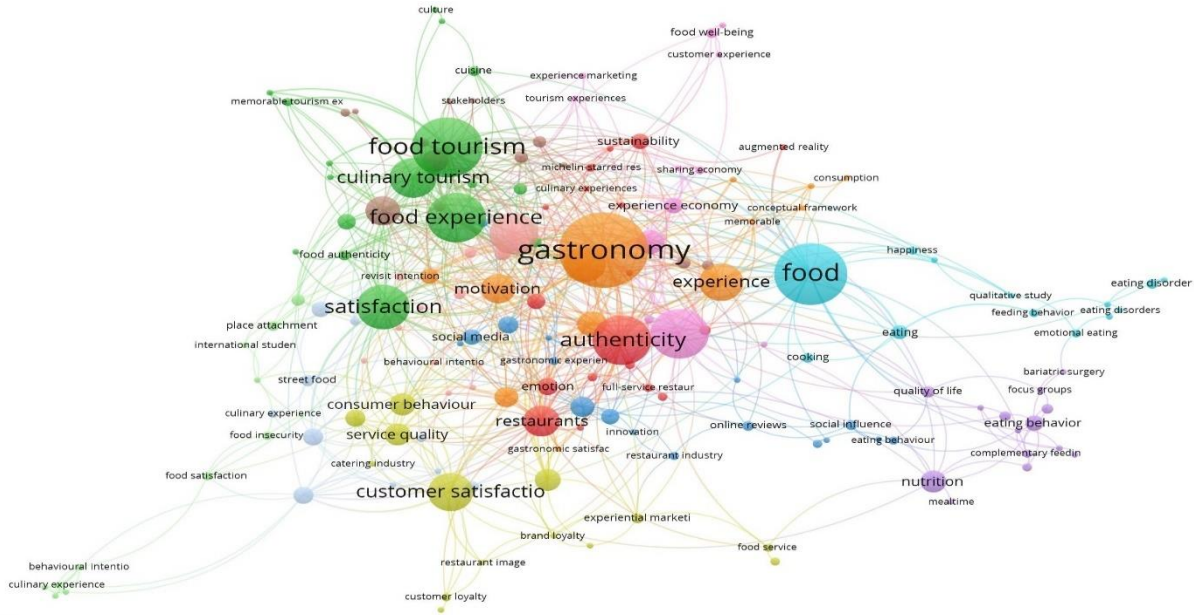 culture
food well-being
customer experience
cuisine
experience marketing
memorable tourism ex
stakeholders
tourism experiences
food tourism
sustainability
augmented reality
michelin-starred res
sharing economy
culinary tourism
consumption
culinary experiences
experience economy
conceptual framework
food experience
memorable
gastronomy
happiness
food authenticity
revisit intention
food
experience
eating disorder
motivation
qualitative study
satisfaction
feeding behavior
eating disorders
place attachment
social media
authenticity
eating
emotional eating
international studen
behavioural intentio
gastronomic experien
cooking
bariatric surgery
street food
emotion
full-service restaur
quality of life
focus groups
consumer behaviour
culinary experience
restaurants
online reviews
social influence
eating behavior
food insecurity
service quality
innovation
eating behaviour
gastronomic satisfac
restaurant industry
complementary feedin
catering industry
food satisfaction
nutrition
customer satisfactio
mealtime
experiential marketi
brand loyalty
food service
behavioural intentio
restaurant image
culinary experience
customer loyalty